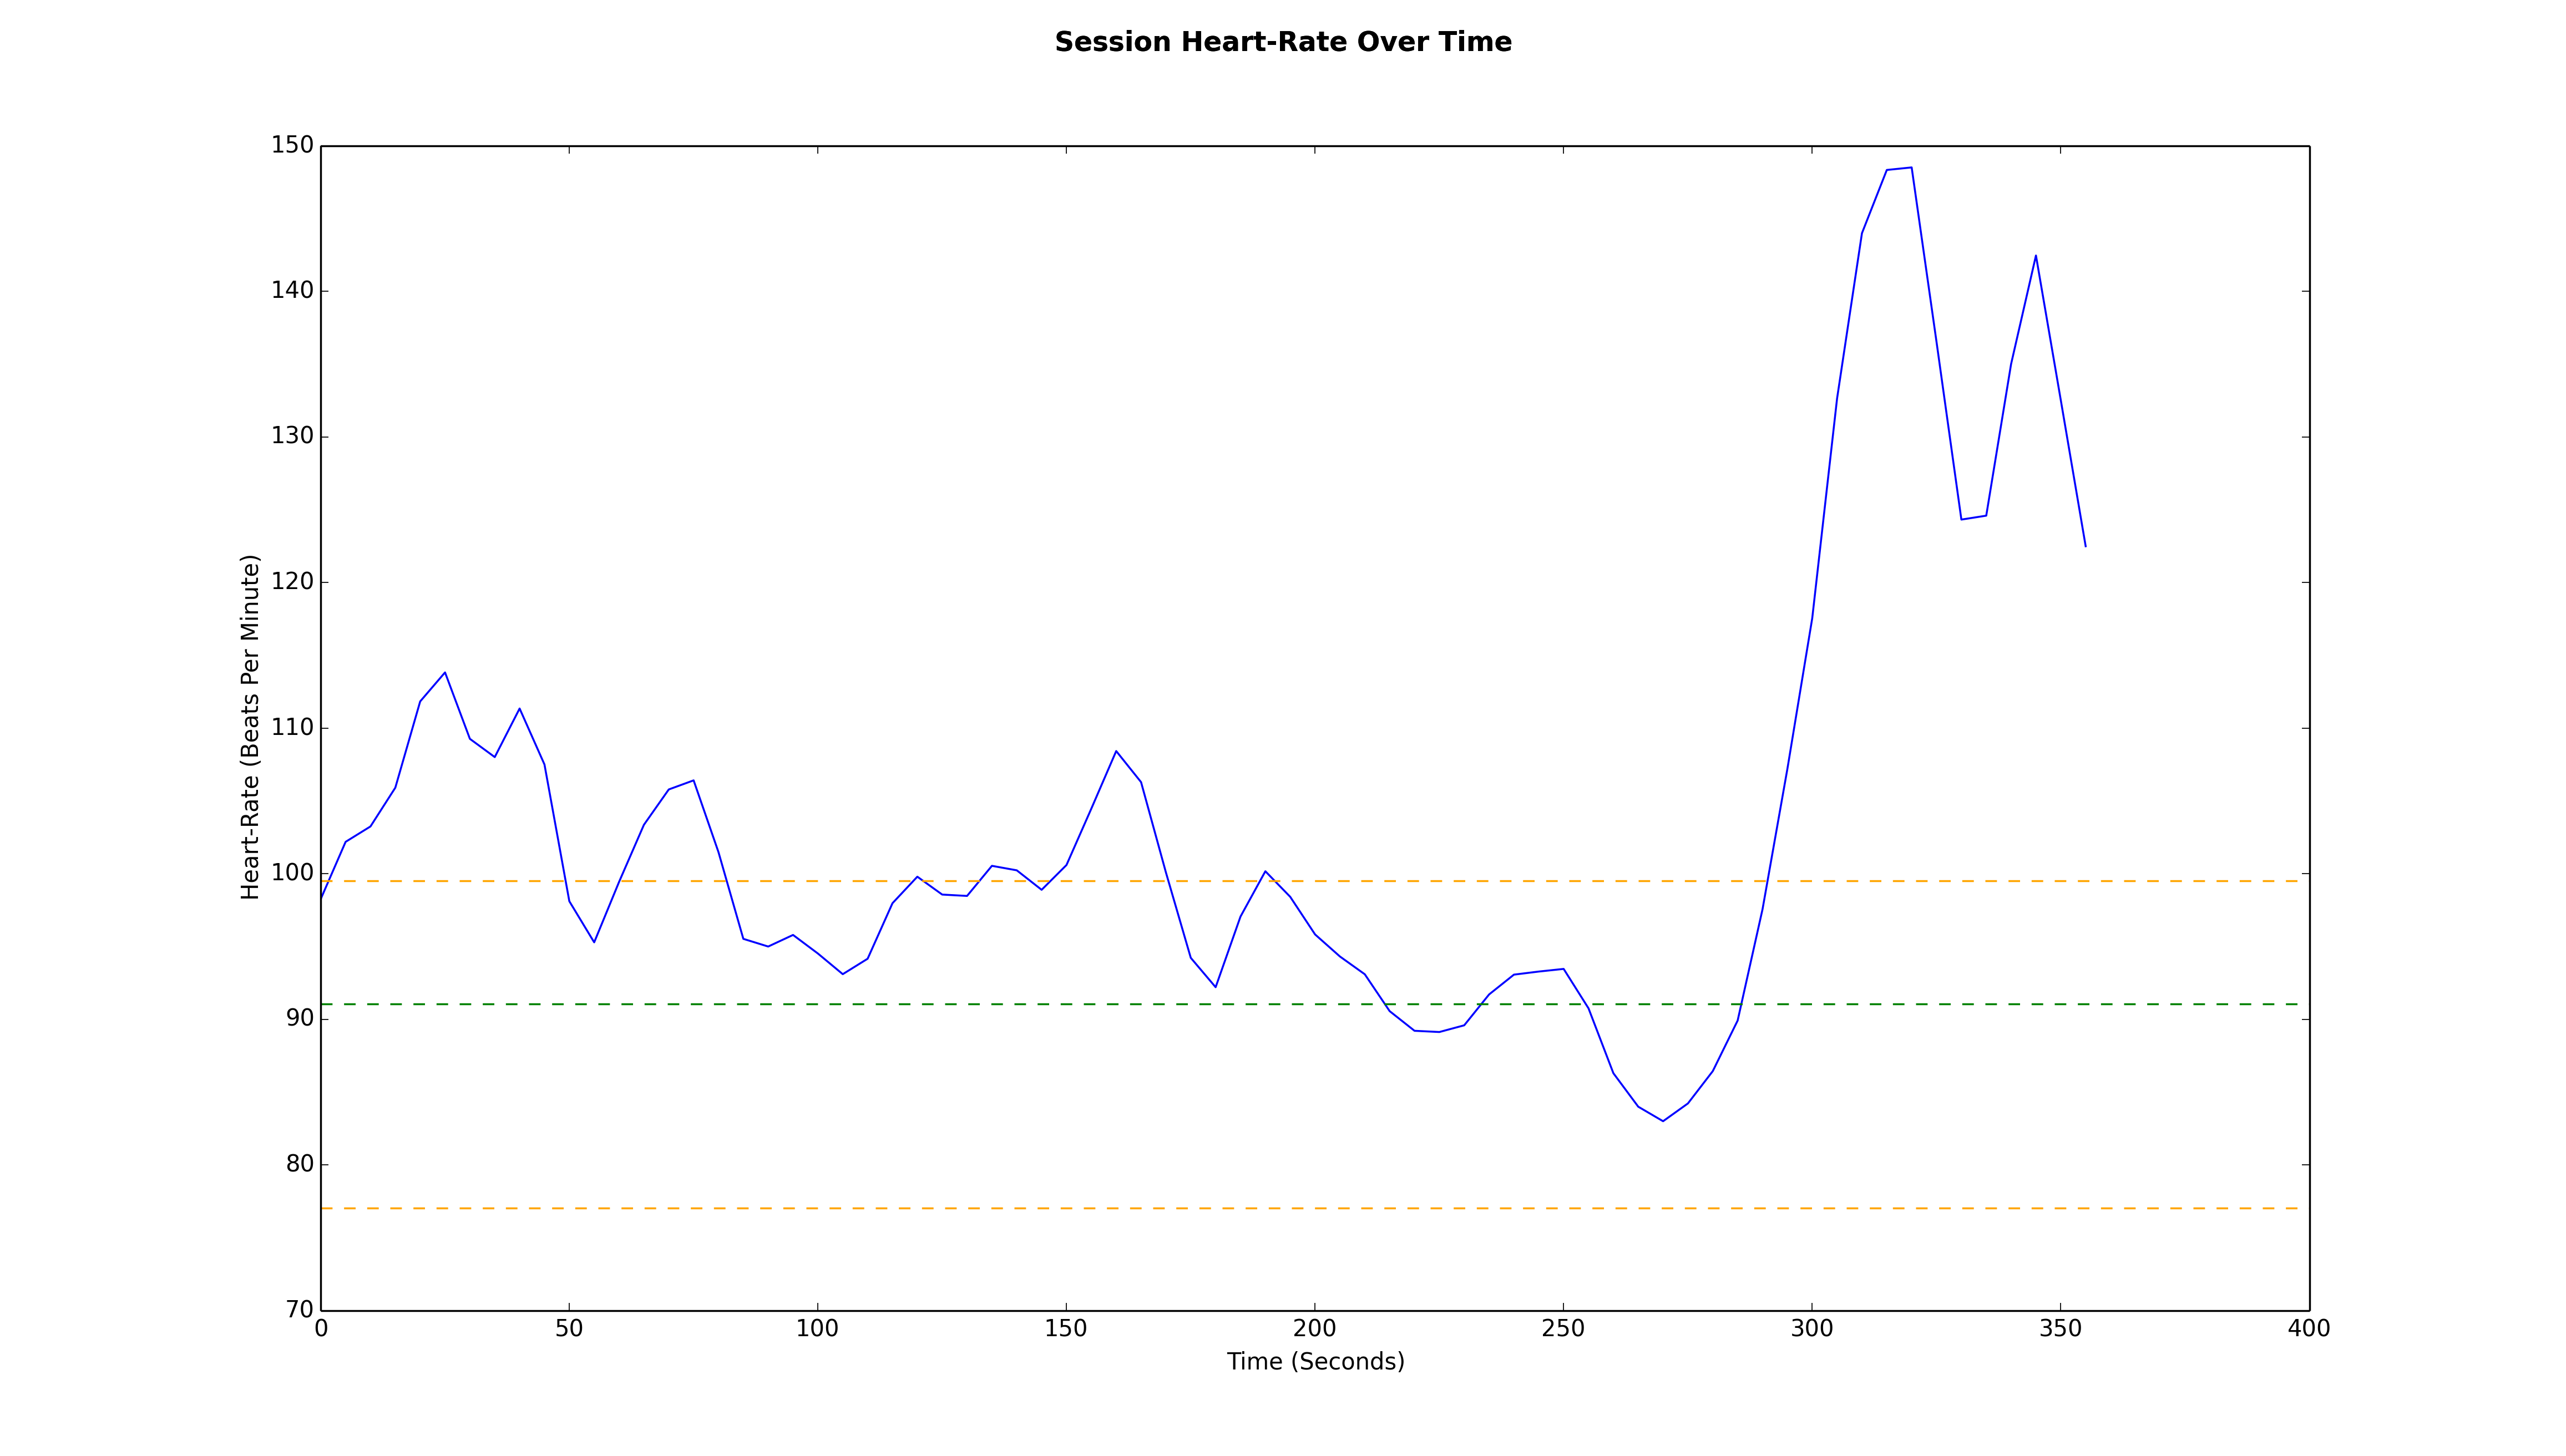 Session Heart-Rate Over Time
150
140
130
120
110
100
90
80
70
Heart-Rate (Beats Per Minute)
0 50 100 150 200 250 300 350 400
Time (Seconds)